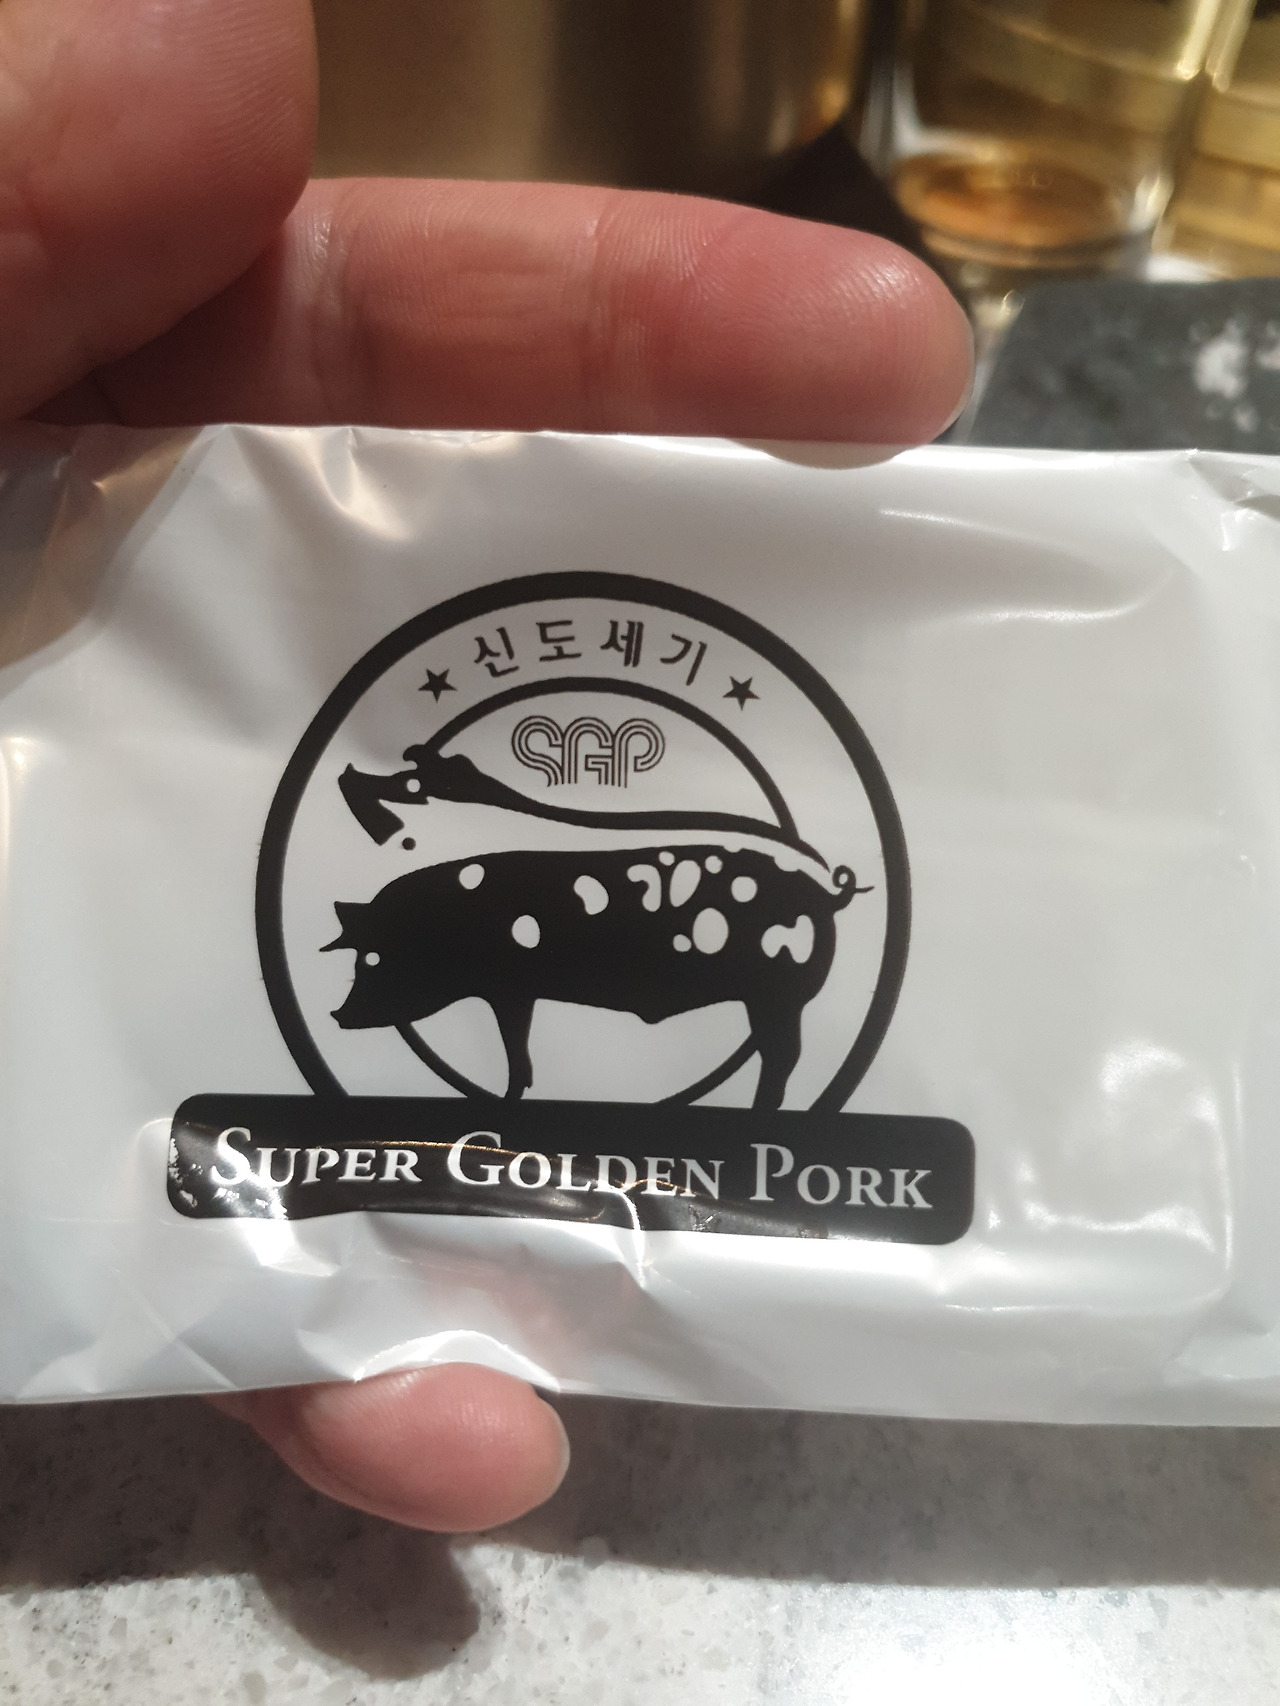 ★ 신도세기 ★
SGP
SUPER GOLDEN PORK